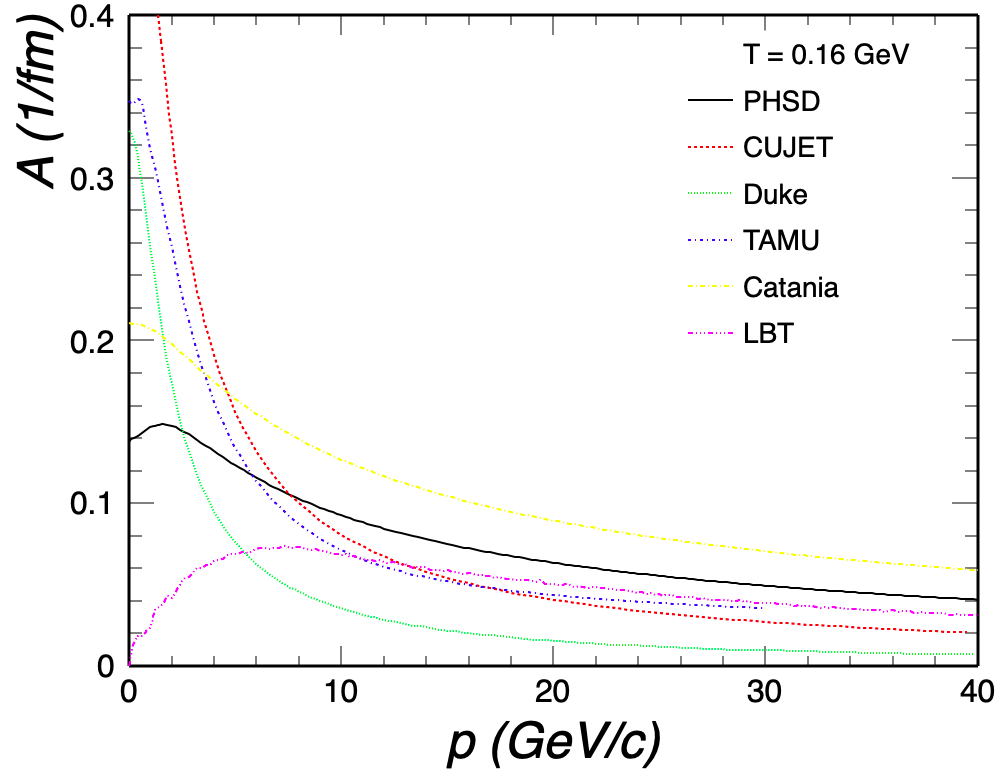 A (1/fm)
0.4
0.3
0.2
0.1
0
T = 0.16 GeV
PHSD
CUJET
Duke
TAMU
Catania
LBT
0 10 20 30 40
p (GeV/c)